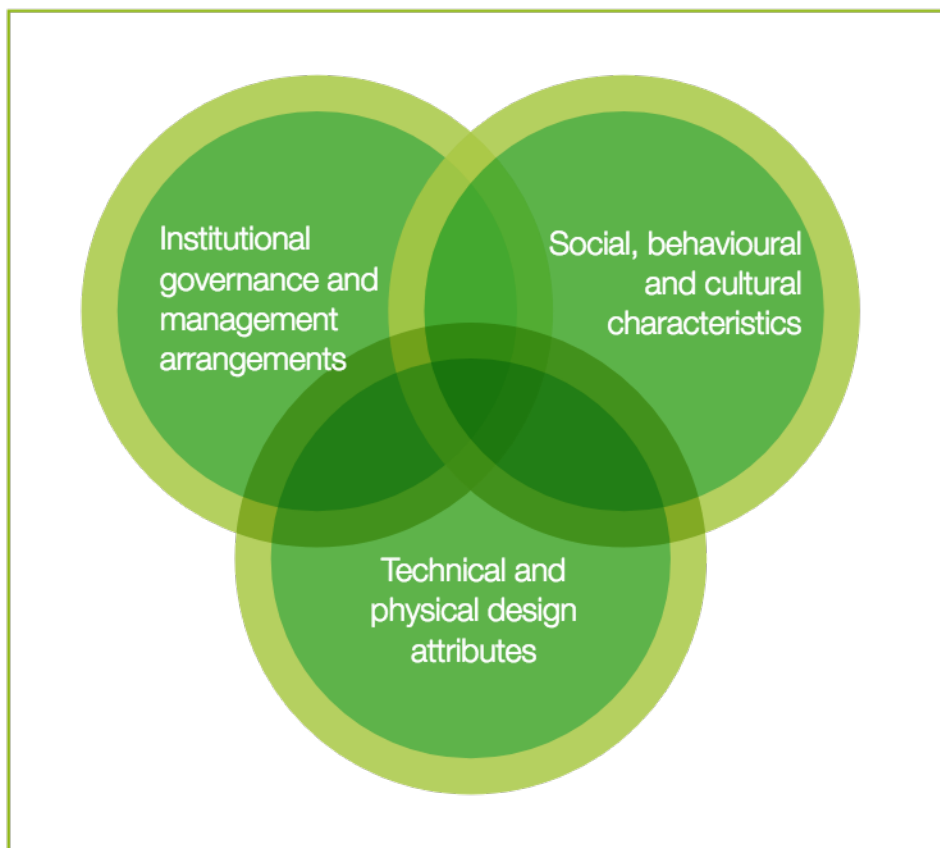 Institutional
governance and
management
arrangements
Social, behavioural
and cultural
characteristics
Technical and
physical design
attributes